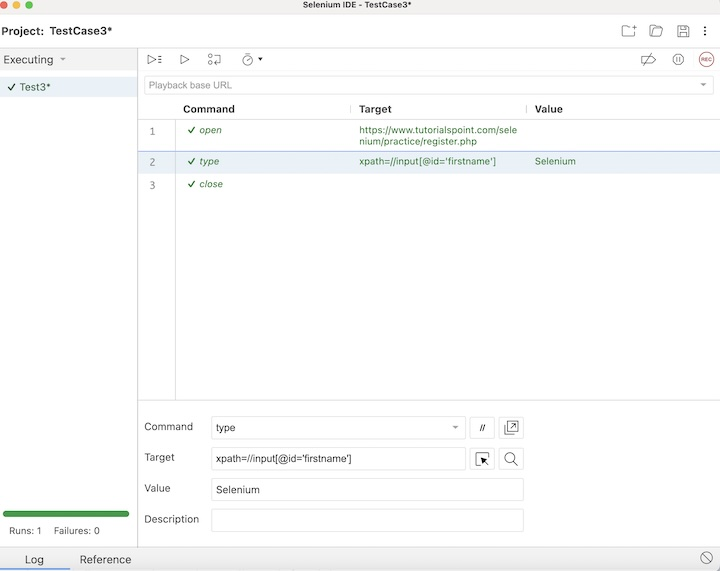 Selenium IDE - TestCase3*
Project: TestCase3*
Executing
REC
Test3*
Playback base URL
Command Target Value
1 open https://www.tutorialspoint.com/sele
nium/practice/register.php
2 type xpath=//input[@id='firstname'] Selenium
3 close
Command type //
Target xpath=//input[@id='firstname']
Value Selenium
Description
Runs: 1 Failures: 0
Log Reference